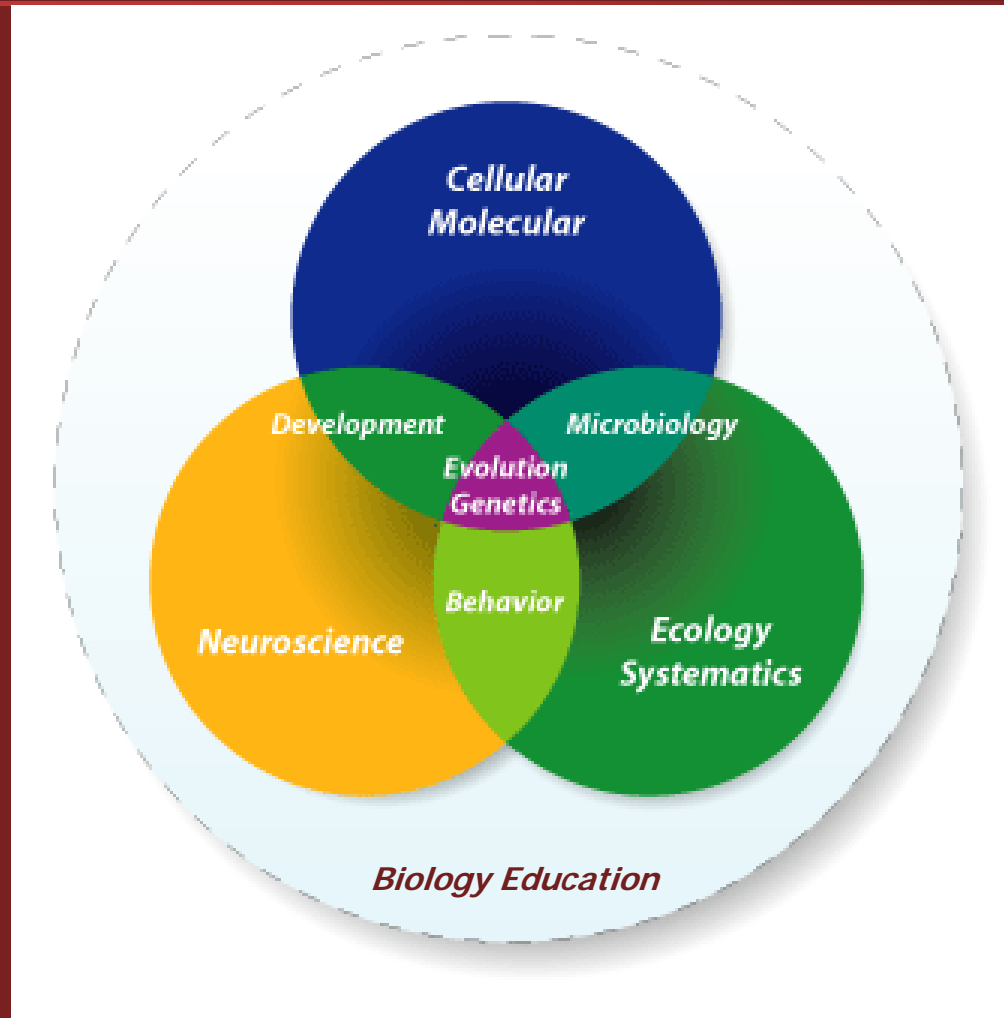 Cellular
Molecular
Development
Microbiology
Evolution
Genetics
Behavior
Neuroscience
Ecology
Systematics
Biology Education